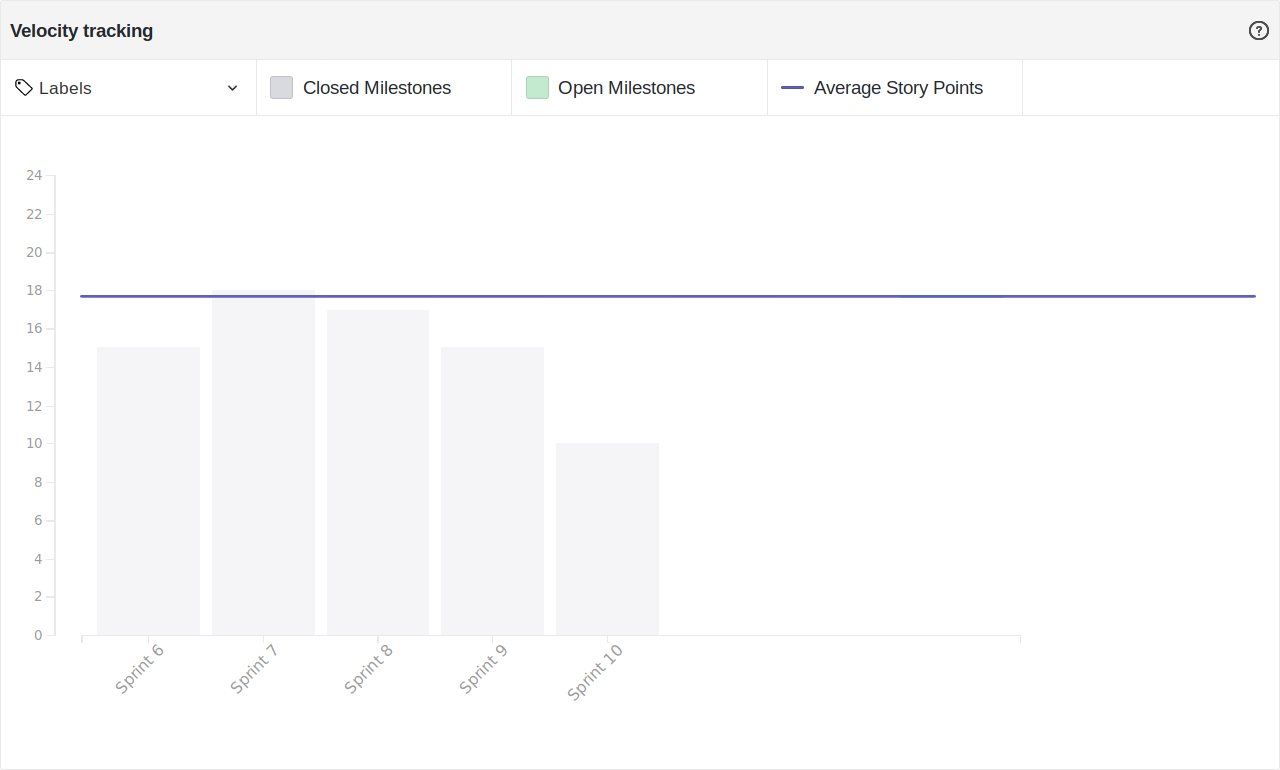 Velocity tracking
Labels
Closed Milestones
Open Milestones
Average Story Points
24
22
20
18
16
14
12
10
8
6
4
2
0
Sprint 6
Sprint 7
Sprint 8
Sprint 9
Sprint 10